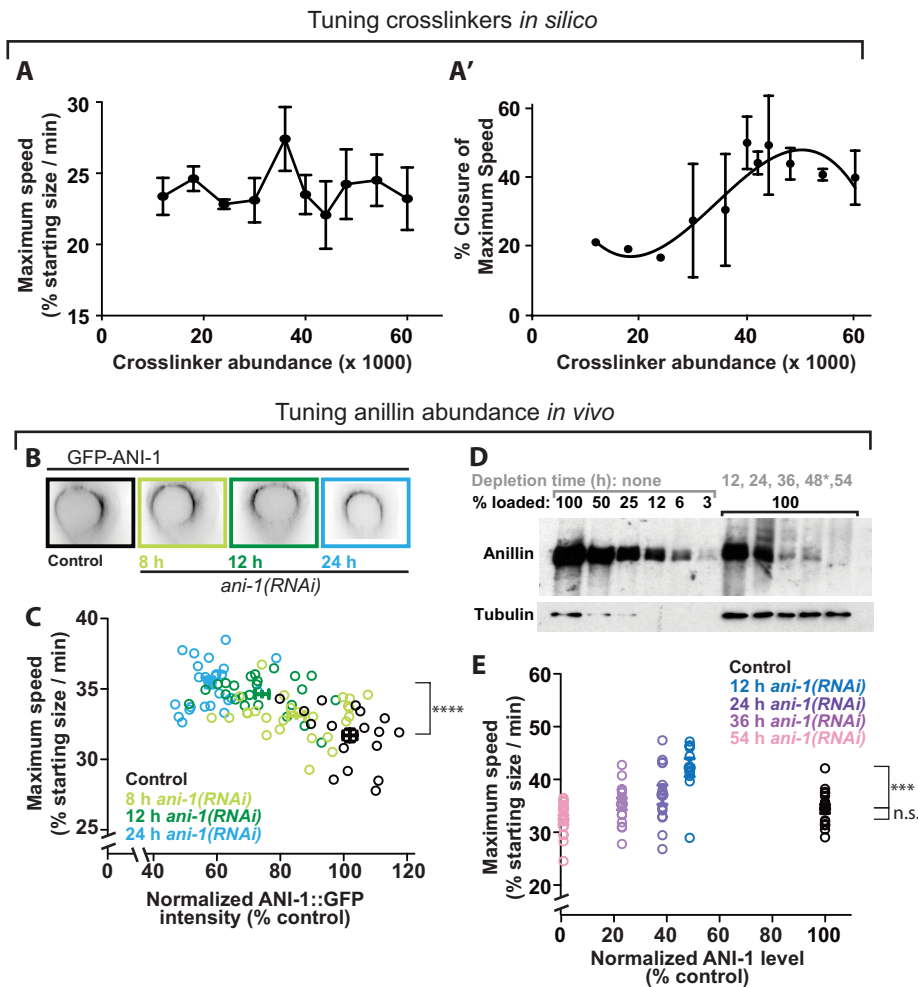 Tuning crosslinkers in silico
A
Maximum speed
(% starting size / min)
30
25
20
15
0
20
40
60
Crosslinker abundance (x 1000)
A'
% Closure of
Maximum Speed
60
40
20
0
0
20
40
60
Crosslinker abundance (x 1000)
Tuning anillin abundance in vivo
B
GFP-ANI-1
Control
8 h
12 h
24 h
ani-1(RNAi)
C
Maximum speed
(% starting size / min)
40
35
30
25
0
40
60
80
100
120
****
Control
8 h ani-1(RNAi)
12 h ani-1(RNAi)
24 h ani-1(RNAi)
Normalized ANI-1::GFP
intensity (% control)
D
Depletion time (h): none
12, 24, 36, 48*,54
% loaded: 100 50 25 12 6 3
100
Anillin
Tubulin
E
Maximum speed
(% starting size / min)
60
50
40
30
20
0
20
40
60
80
100
Control
12 h ani-1(RNAi)
24 h ani-1(RNAi)
36 h ani-1(RNAi)
54 h ani-1(RNAi)
***
n.s.
Normalized ANI-1 level
(% control)